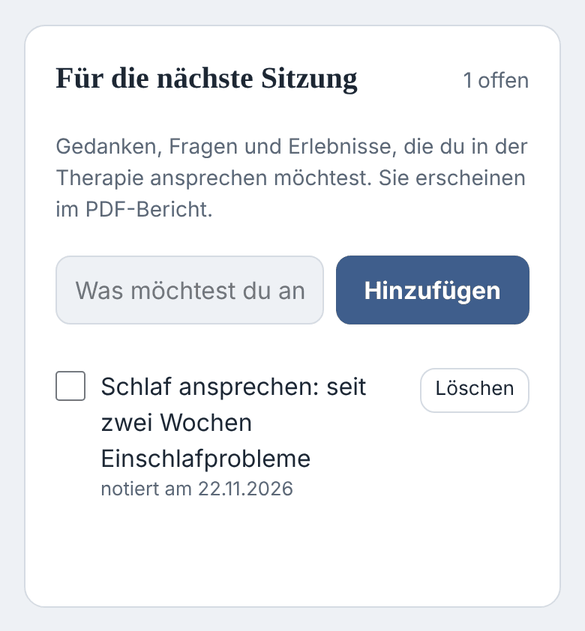 Für die nächste Sitzung
1 offen
Gedanken, Fragen und Erlebnisse, die du in der
Therapie ansprechen möchtest. Sie erscheinen
im PDF-Bericht.
Was möchtest du an
Hinzufügen
Schlaf ansprechen: seit
zwei Wochen
Einschlafprobleme
Löschen
notiert am 22.11.2026